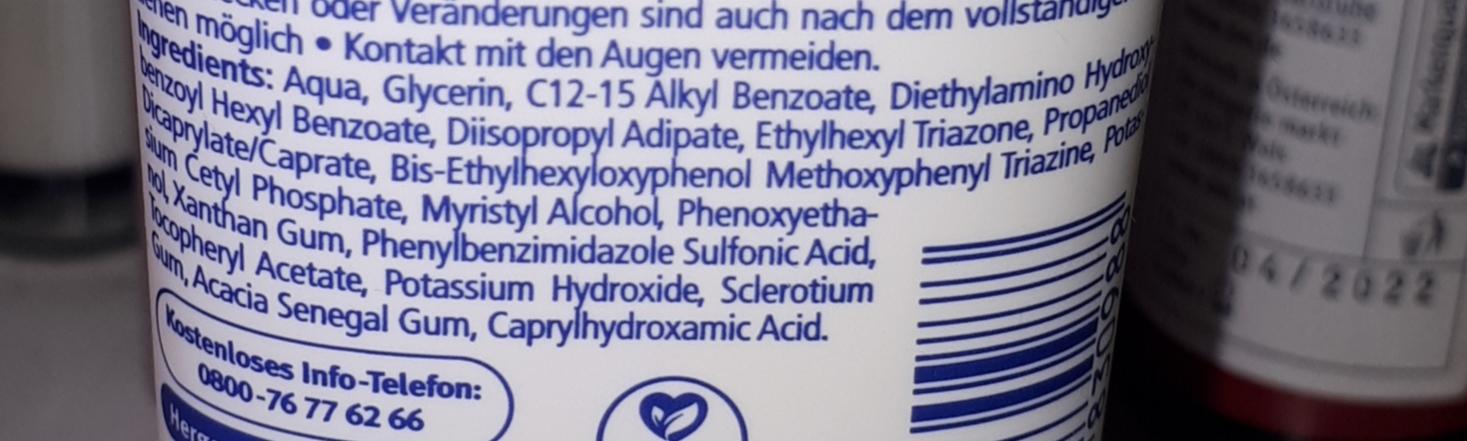 oder Veränderungen sind auch nach dem
möglich • Kontakt mit den Augen vermeiden.
Ingredients: Aqua, Glycerin, C12-15 Alkyl Benzoate, Diethylamino Hydroxy-
benzoyl Hexyl Benzoate, Diisopropyl Adipate, Ethylhexyl Triazone, Propanediol
Dicaprylate/Caprate, Bis-Ethylhexyloxyphenol Methoxyphenyl Triazine, Potas-
sium Cetyl Phosphate, Myristyl Alcohol, Phenoxyetha-
nol, Xanthan Gum, Phenylbenzimidazole Sulfonic Acid,
Tocopheryl Acetate, Potassium Hydroxide, Sclerotium
Gum, Acacia Senegal Gum, Caprylhydroxamic Acid.
Kostenloses Info-Telefon:
0800-76 77 62 66
04/2022